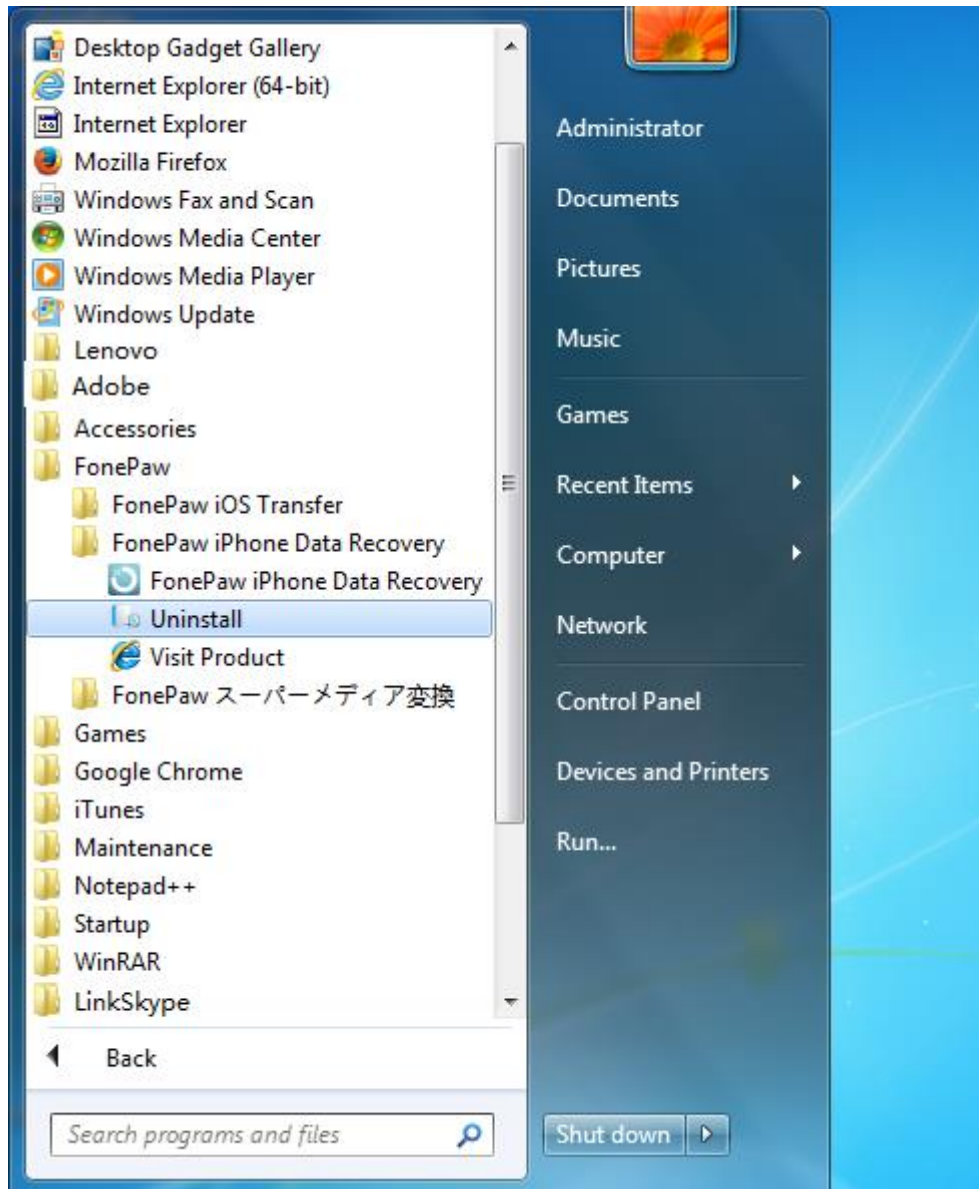 Desktop Gadget Gallery
Internet Explorer (64-bit)
Internet Explorer
Mozilla Firefox
Windows Fax and Scan
Windows Media Center
Windows Media Player
Windows Update
Lenovo
Adobe
Accessories
FonePaw
FonePaw iOS Transfer
FonePaw iPhone Data Recovery
FonePaw iPhone Data Recovery
Uninstall
Visit Product
FonePaw スーパーメディア変換
Games
Google Chrome
iTunes
Maintenance
Notepad++
Startup
WinRAR
LinkSkype
Back
Search programs and files
Administrator
Documents
Pictures
Music
Games
Recent Items
Computer
Network
Control Panel
Devices and Printers
Run...
Shut down